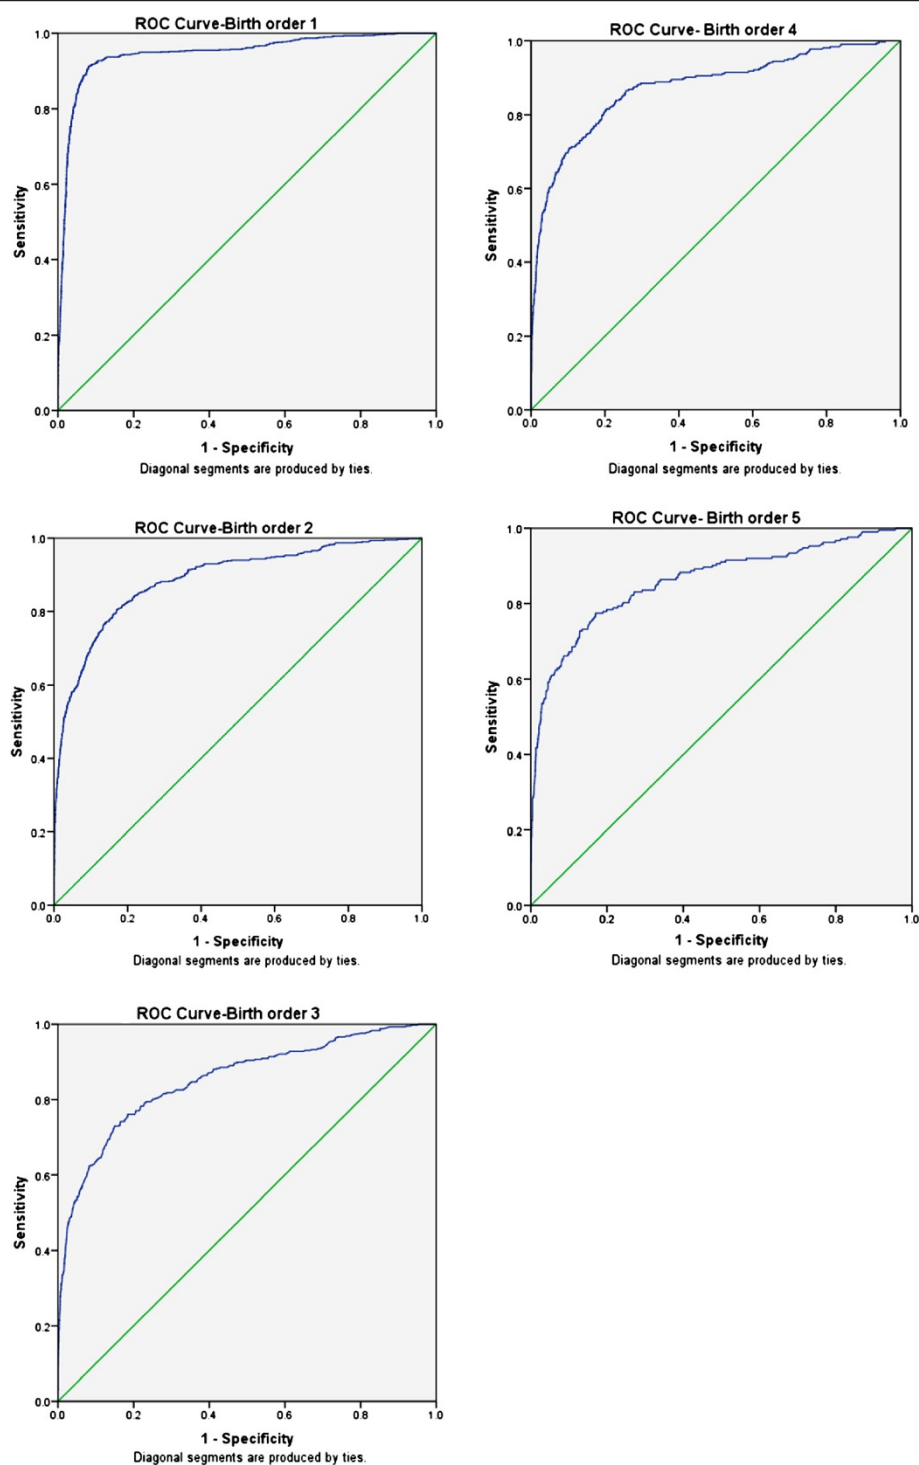 ROC Curve-Birth order 1
1.0
0.8
0.6
0.4
0.2
0.0
Sensitivity
0.0 0.2 0.4 0.6 0.8 1.0
1 - Specificity
Diagonal segments are produced by ties.
ROC Curve- Birth order 4
1.0
0.8
0.6
0.4
0.2
0.0
Sensitivity
0.0 0.2 0.4 0.6 0.8 1.0
1 - Specificity
Diagonal segments are produced by ties.
ROC Curve-Birth order 2
1.0
0.8
0.6
0.4
0.2
0.0
Sensitivity
0.0 0.2 0.4 0.6 0.8 1.0
1 - Specificity
Diagonal segments are produced by ties.
ROC Curve- Birth order 5
1.0
0.8
0.6
0.4
0.2
0.0
Sensitivity
0.0 0.2 0.4 0.6 0.8 1.0
1 - Specificity
Diagonal segments are produced by ties.
ROC Curve-Birth order 3
1.0
0.8
0.6
0.4
0.2
0.0
Sensitivity
0.0 0.2 0.4 0.6 0.8 1.0
1 - Specificity
Diagonal segments are produced by ties.